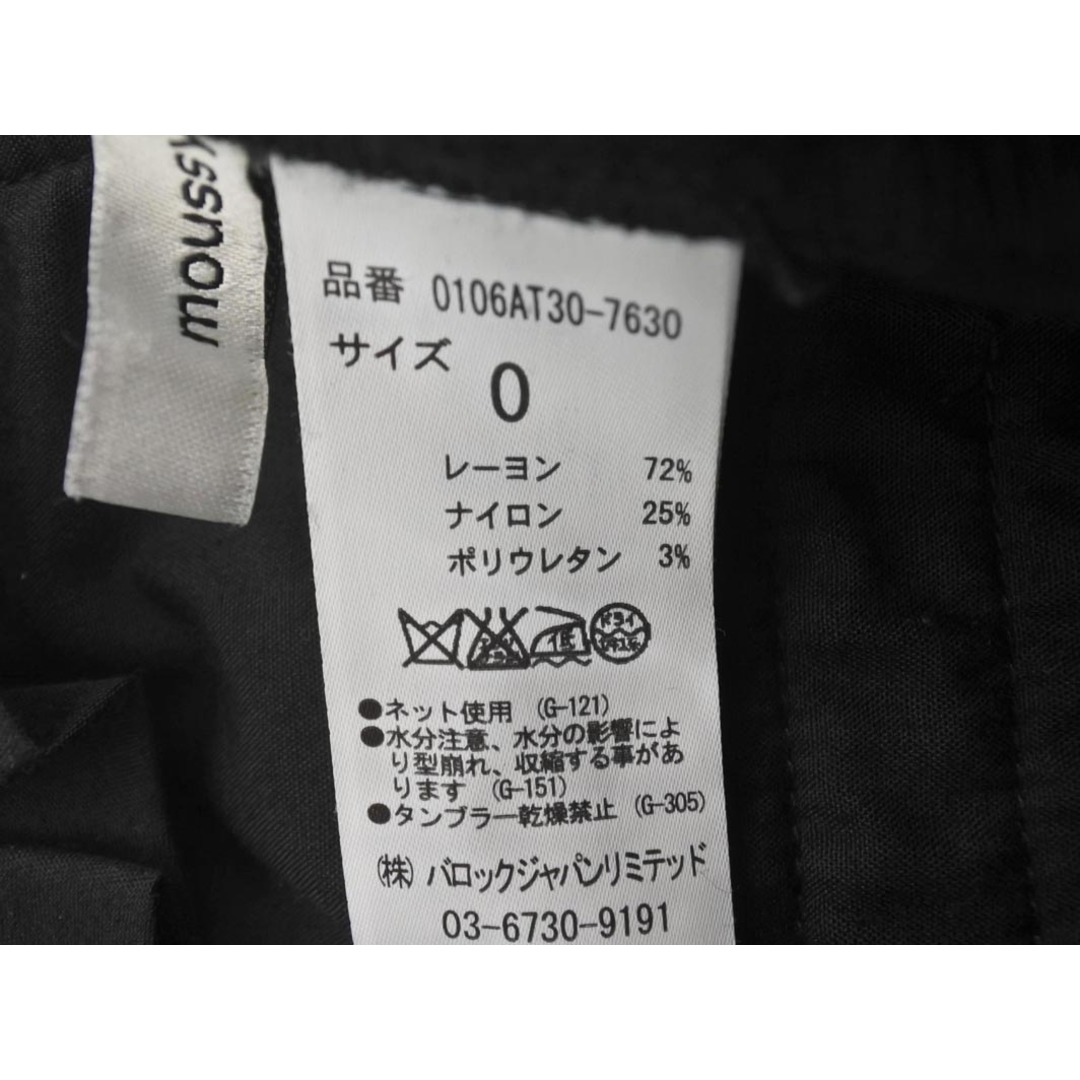 moussy
品番 0106AT30-7630
サイズ
0
レーヨン 72%
ナイロン 25%
ポリウレタン 3%
低 ドライ
●ネット使用 (G-121)
●水分注意、水分の影響によ
り型崩れ、収縮する事があ
ります (G-151)
●タンブラー乾燥禁止 (G-305)
(株)バロックジャパンリミテッド
03-6730-9191